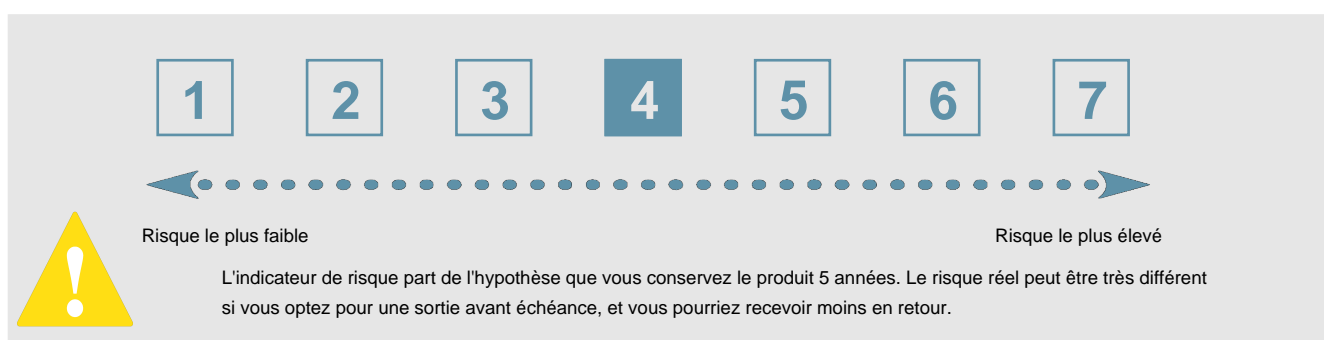 1 2 3 4 5 6 7
Risque le plus faible Risque le plus élevé
L'indicateur de risque part de l'hypothèse que vous conservez le produit 5 années. Le risque réel peut être très différent
si vous optez pour une sortie avant échéance, et vous pourriez recevoir moins en retour.